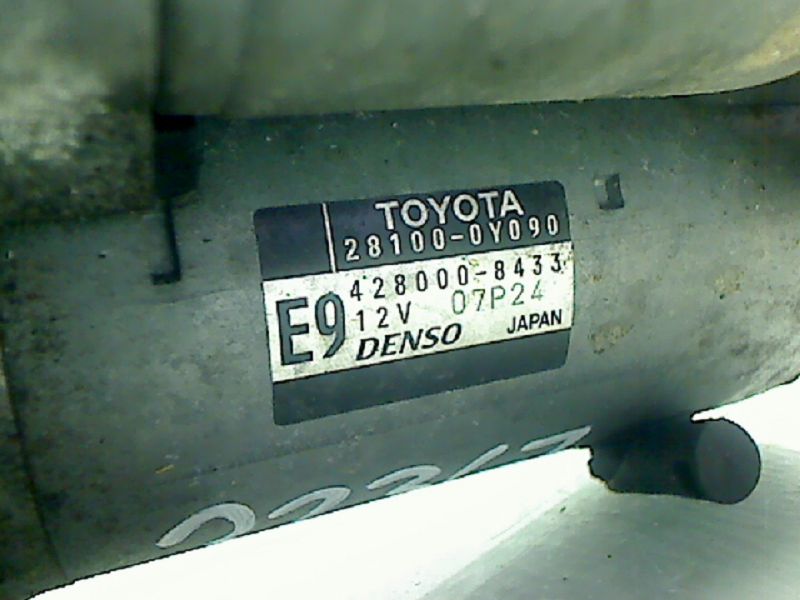 TOYOTA
28100-0Y090
428000-8433
E9
12V 07P24
DENSO JAPAN